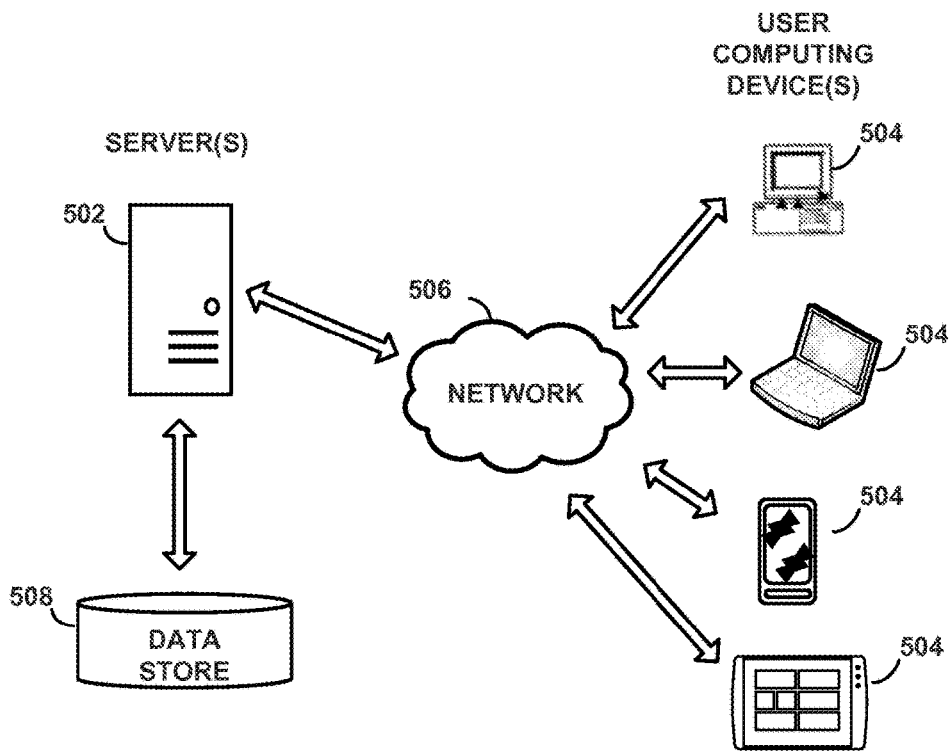 USER
COMPUTING
DEVICE(S)
SERVER(S)
504
502
506
504
NETWORK
504
508
DATA
STORE
504